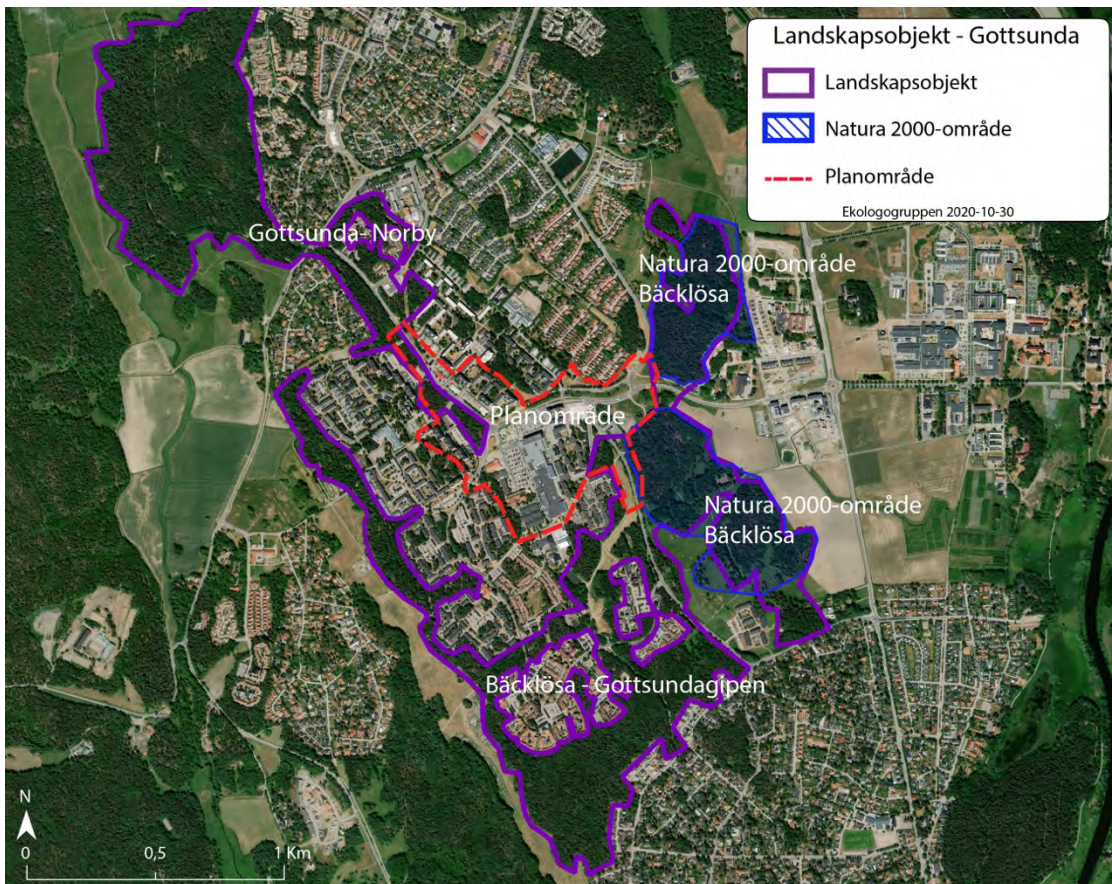 Landskapsobjekt - Gottsunda
Landskapsobjekt
Natura 2000-område
Planområde
Ekologogruppen 2020-10-30
Gottsunda- Norby
Natura 2000-område
Bäcklösa
Planområde
Natura 2000-område
Bäcklösa
Bäcklösa - Gottsundagipen
N
0 0,5 1 Km